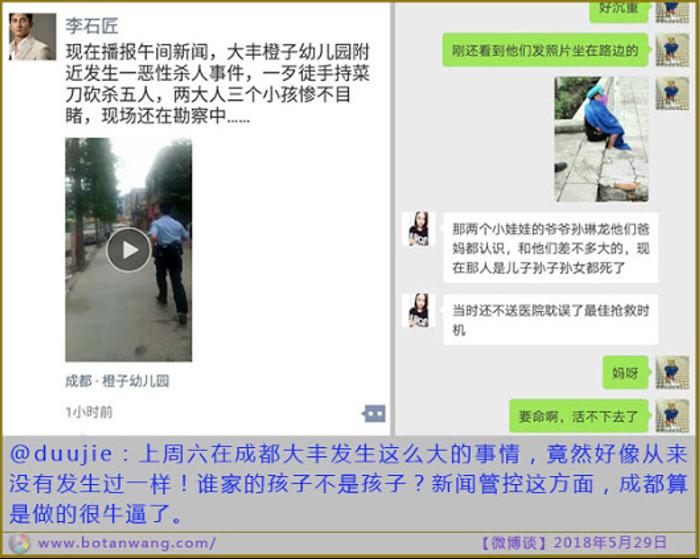 李石匠
现在播报午间新闻，大丰橙子幼儿园附
近发生一恶性杀人事件，一歹徒手持菜
刀砍杀五人，两大人三个小孩惨不目
睹，现场还在勘察中……
成都 · 橙子幼儿园
1小时前
好沉重
刚还看到他们发照片坐在路边的
那两个小娃娃的爷爷孙琳龙他们爸
妈都认识，和他们差不多大的，现
在那人是儿子孙子孙女都死了
当时还不送医院耽误了最佳抢救时
机
妈呀
要命啊，活不下去了
@duujie：上周六在成都大丰发生这么大的事情，竟然好像从来
没有发生过一样！谁家的孩子不是孩子？新闻管控这方面，成都算
是做的很牛逼了。
www.botanwang.com/
【微博谈】2018年5月29日